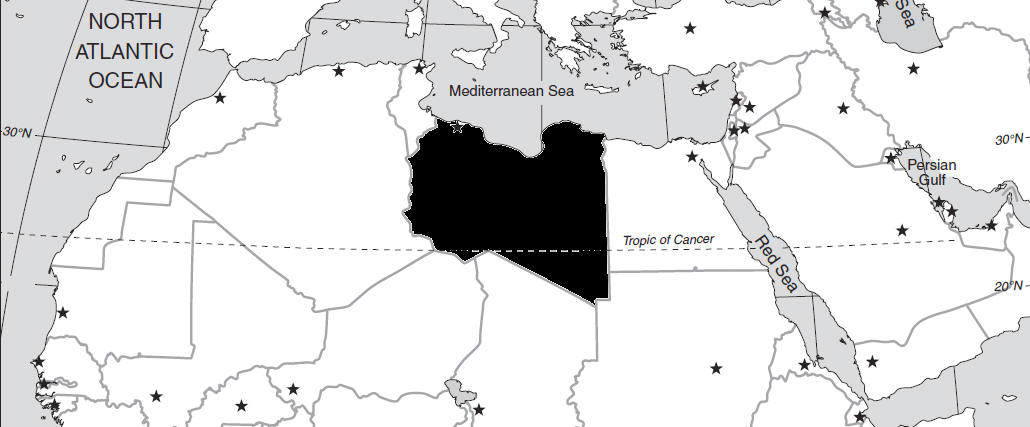 NORTH
ATLANTIC
OCEAN
Sea
Mediterranean Sea
30°N
30°N
Persian
Gulf
Tropic of Cancer
Red Sea
20°N